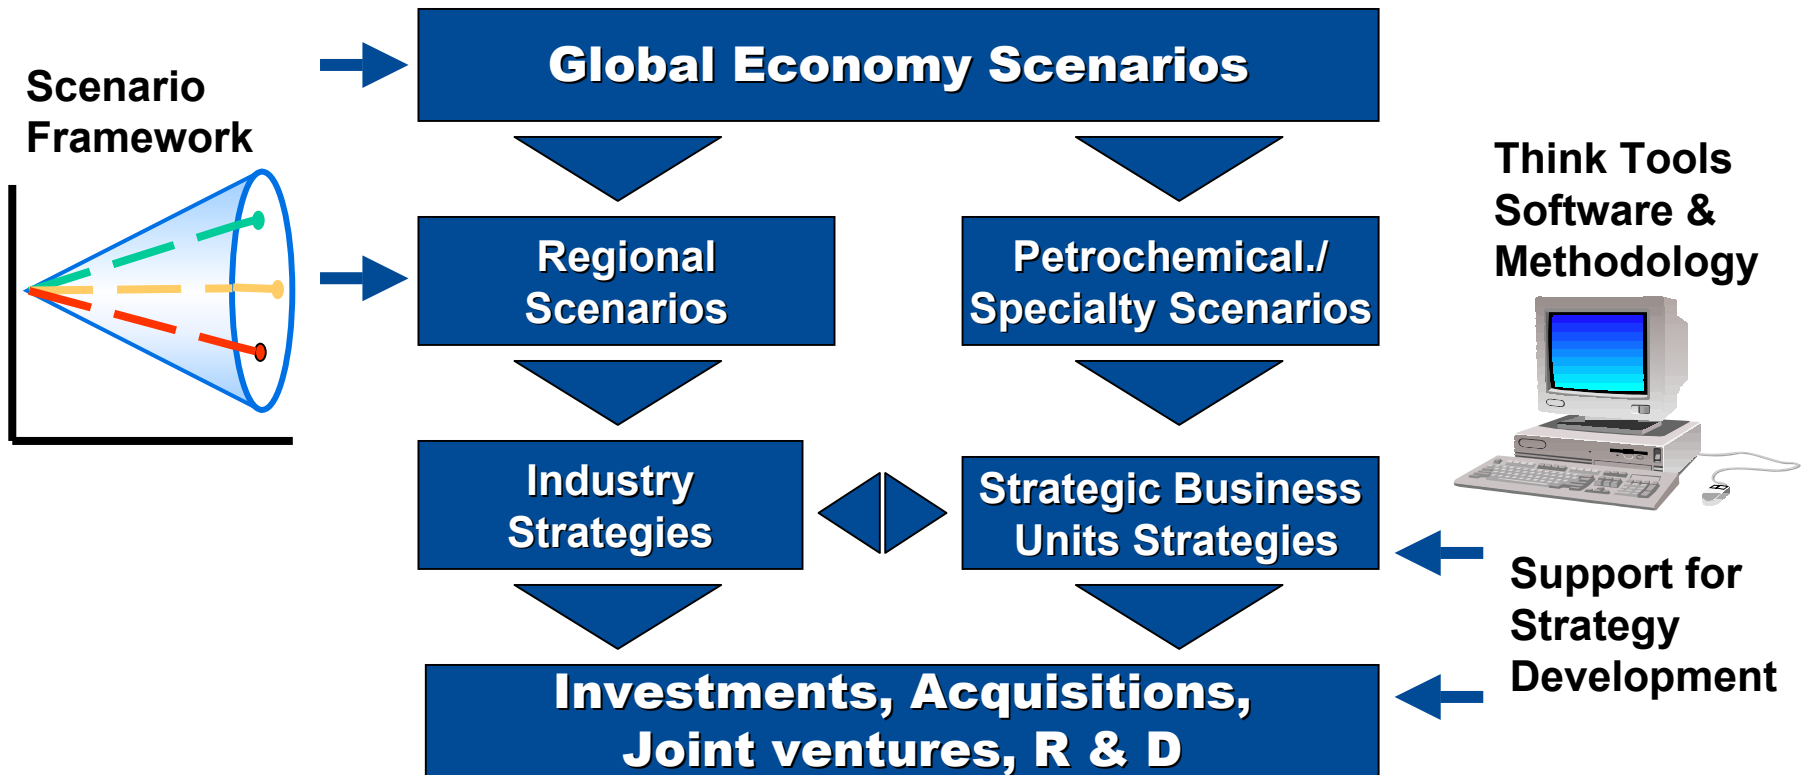 Global Economy Scenarios
Scenario
Framework
Think Tools
Software &
Methodology
Regional
Scenarios
Petrochemical./
Specialty Scenarios
Industry
Strategies
Strategic Business
Units Strategies
Support for
Strategy
Development
Investments, Acquisitions,
Joint ventures, R & D